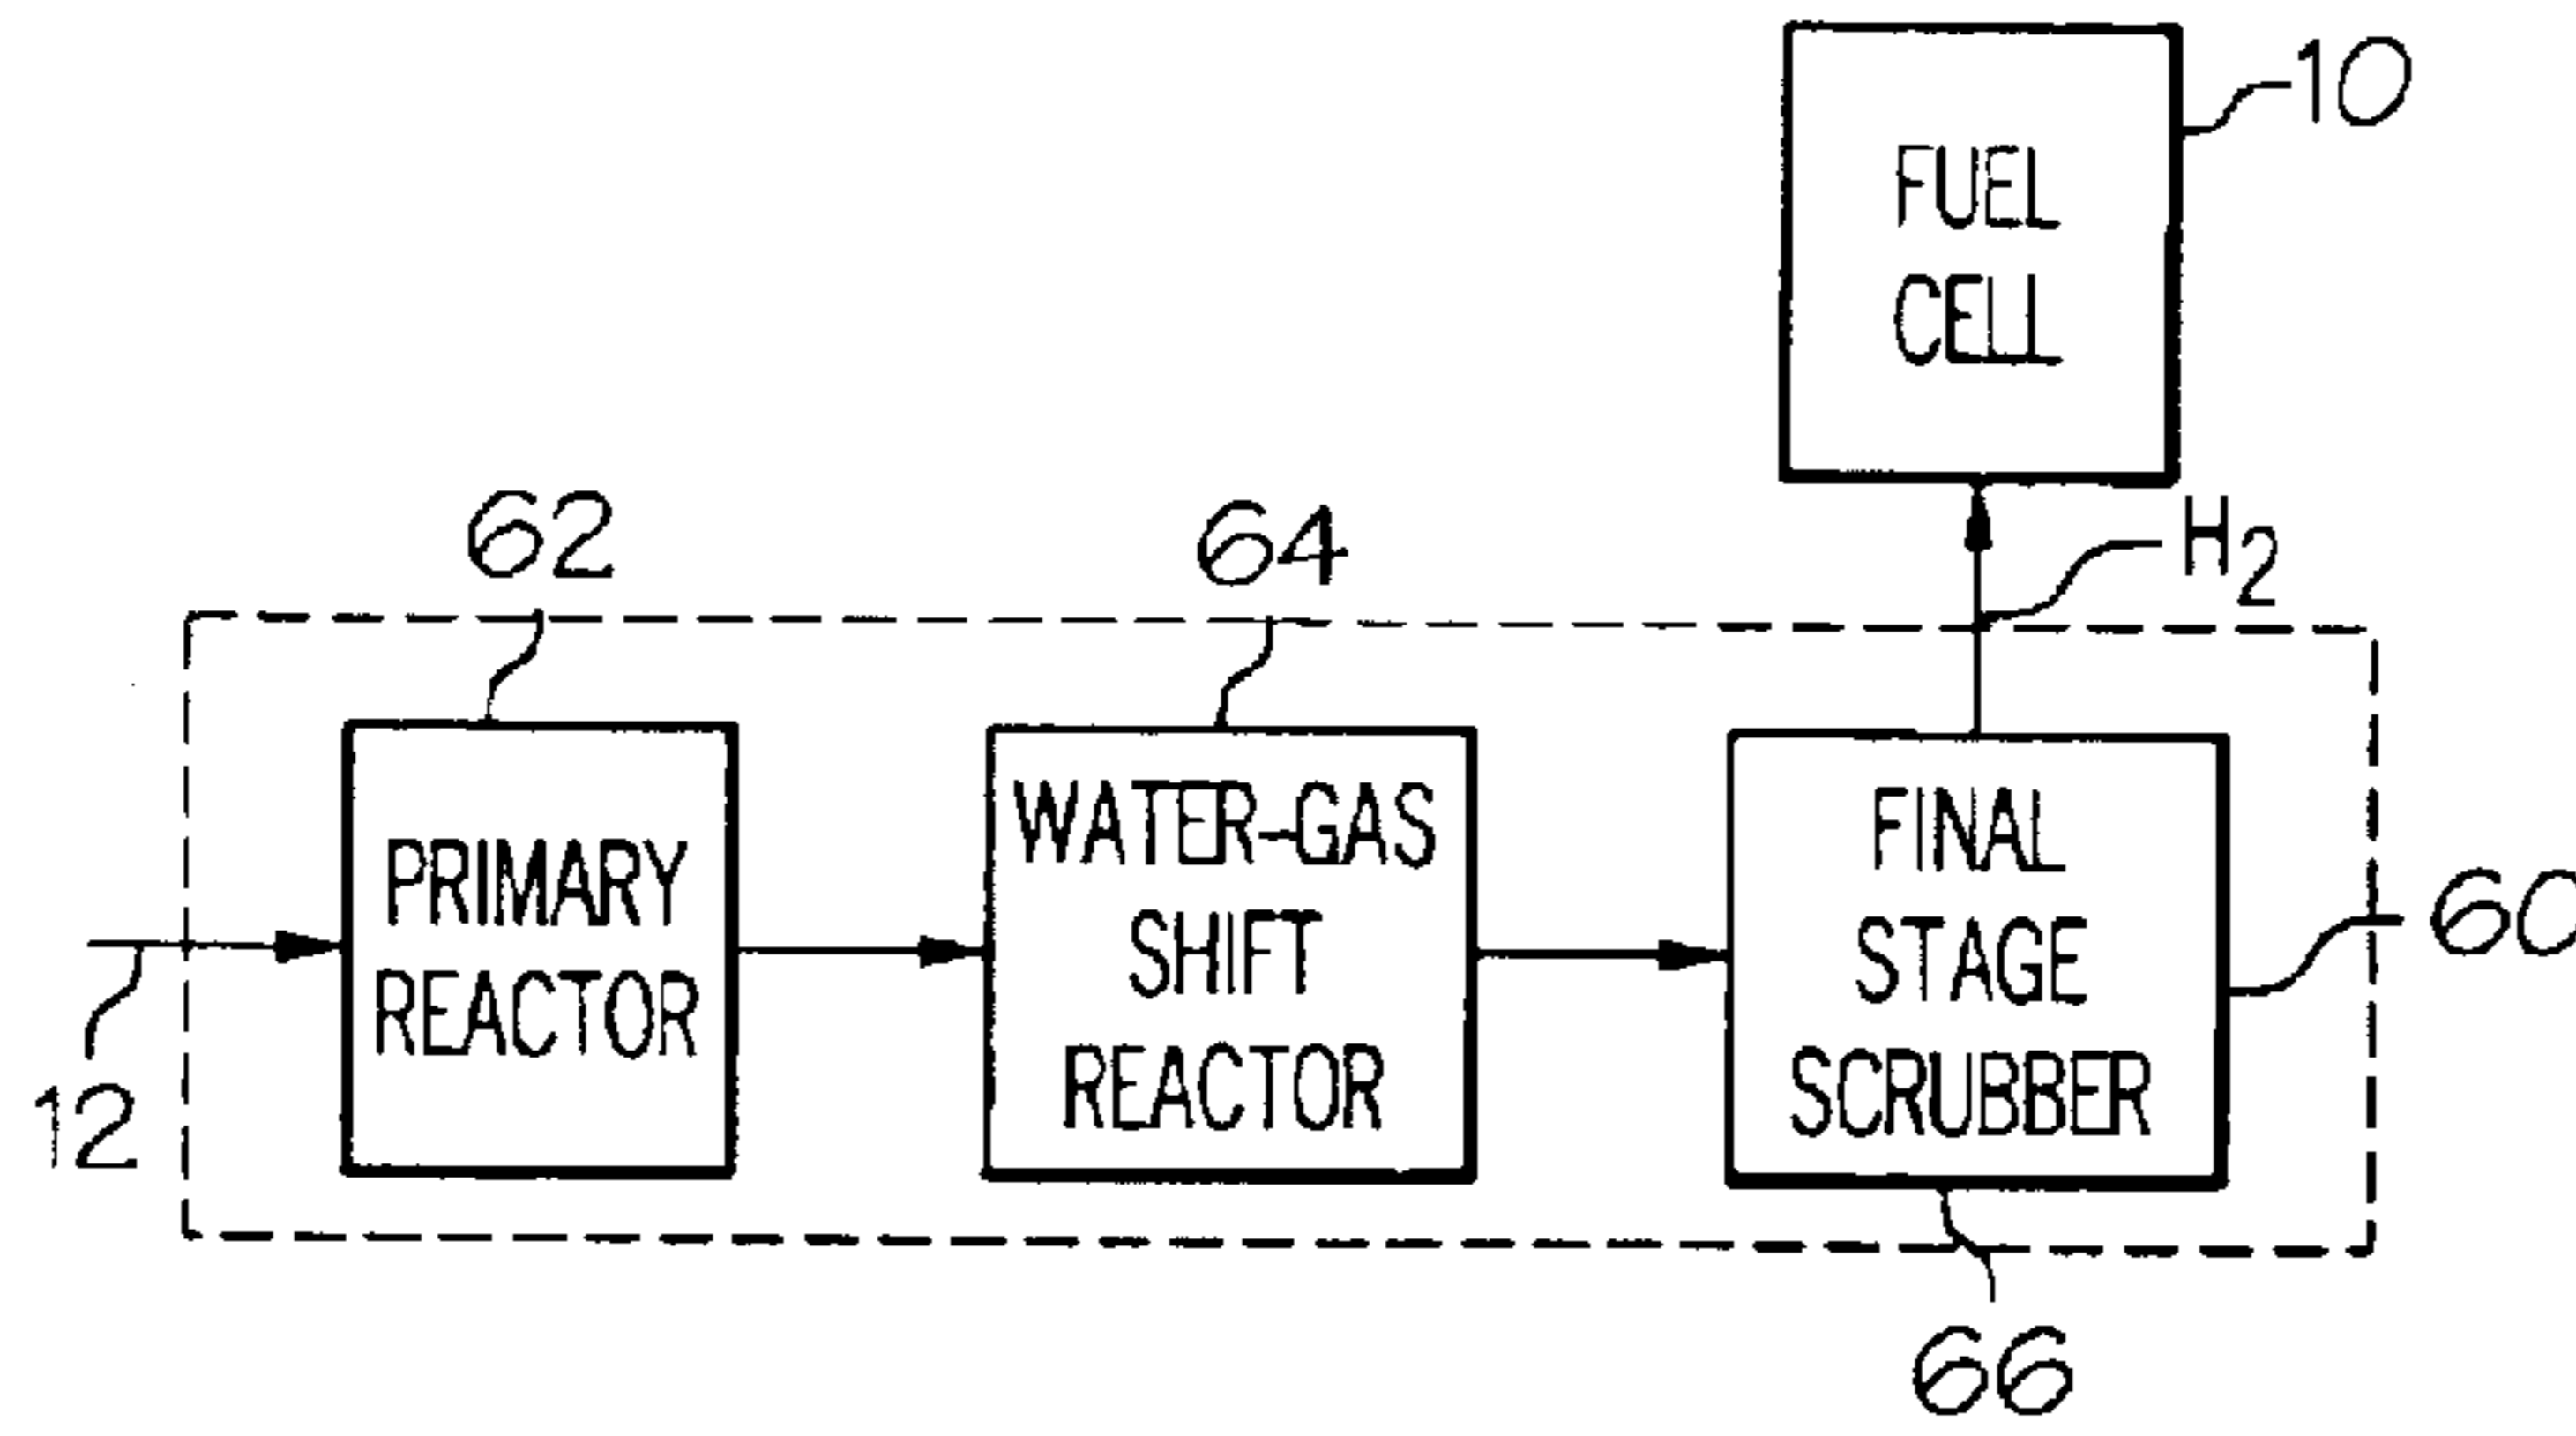 10
FUEL
CELL
H2
62
64
PRIMARY
REACTOR
WATER-GAS
SHIFT
REACTOR
FINAL
STAGE
SCRUBBER
60
12
66